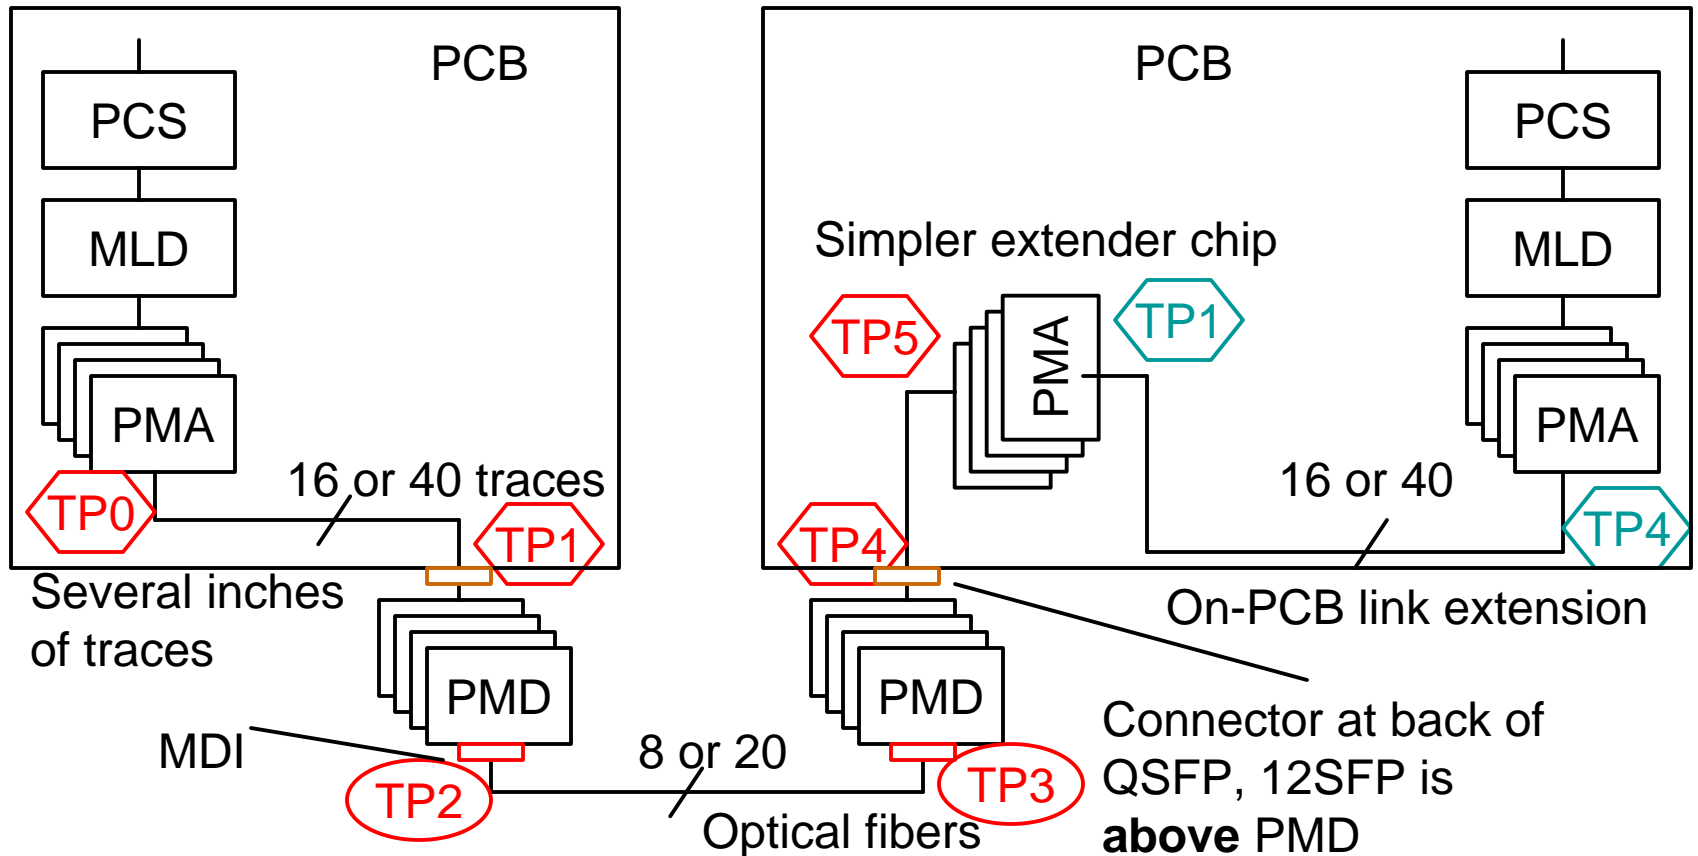 PCB
PCS
MLD
PMA
TP0
16 or 40 traces
TP1
Several inches
of traces
PMD
MDI
TP2
8 or 20
Optical fibers
PCB
PCS
MLD
Simpler extender chip
TP5
PMA
TP1
PMA
16 or 40
TP4
TP4
On-PCB link extension
PMD
TP3
Connector at back of
QSFP, 12SFP is
above PMD